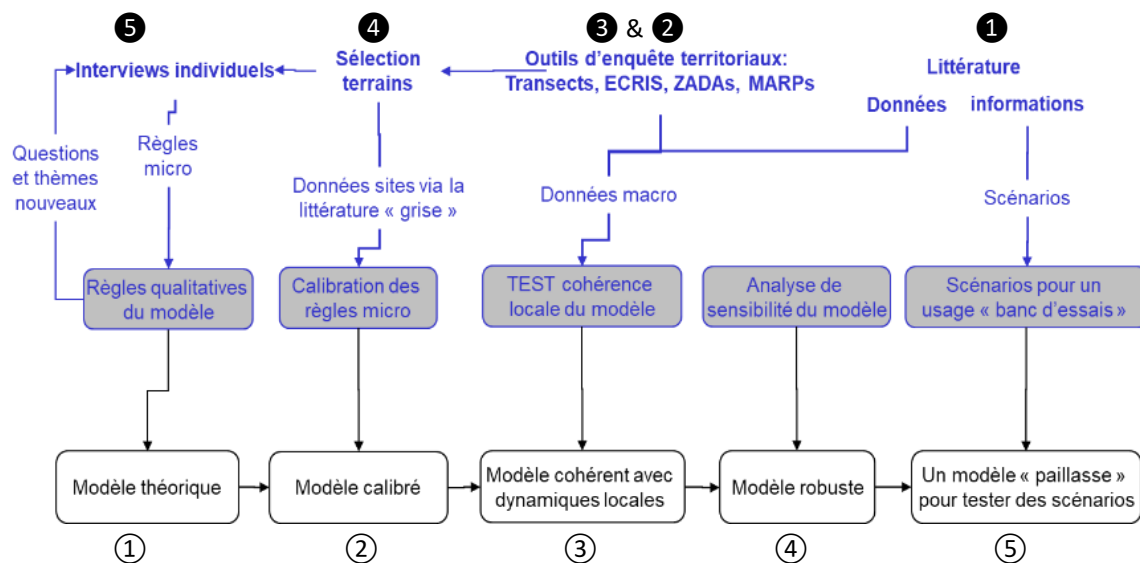 ❺
❹
❸ & ❷
❶
Interviews individuels
Sélection
terrains
Outils d'enquête territoriaux:
Transects, ECRIS, ZADAs, MARPs
Littérature
Données
informations
Questions
et thèmes
nouveaux
Règles
micro
Données sites via la
littérature « grise »
Données macro
Scénarios
Règles qualitatives
du modèle
Calibration des
règles micro
TEST cohérence
locale du modèle
Analyse de
sensibilité du modèle
Scénarios pour un
usage « banc d'essais »
Modèle théorique
Modèle calibré
Modèle cohérent avec
dynamiques locales
Modèle robuste
Un modèle « paillasse »
pour tester des scénarios
①
②
③
④
⑤